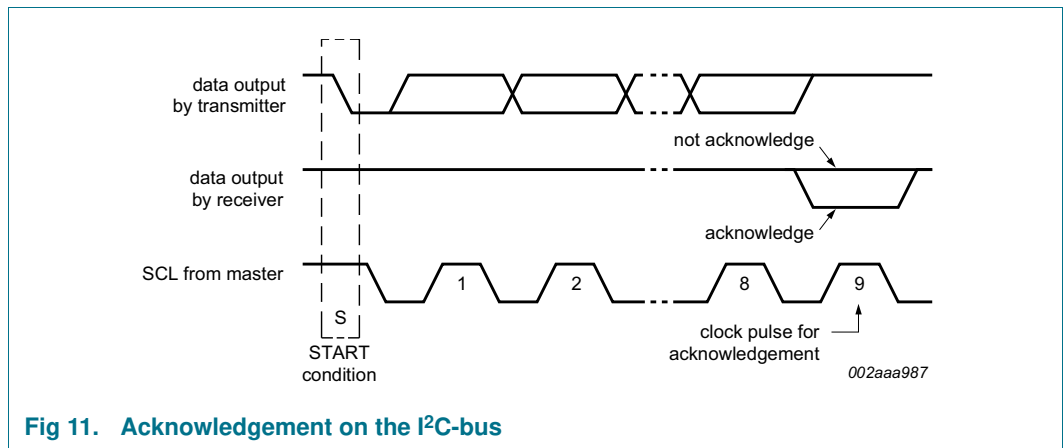 data output
by transmitter
not acknowledge
data output
by receiver
acknowledge
SCL from master
1
2
8
9
S
START
condition
clock pulse for
acknowledgement
002aaa987
Fig 11. Acknowledgement on the I²C-bus